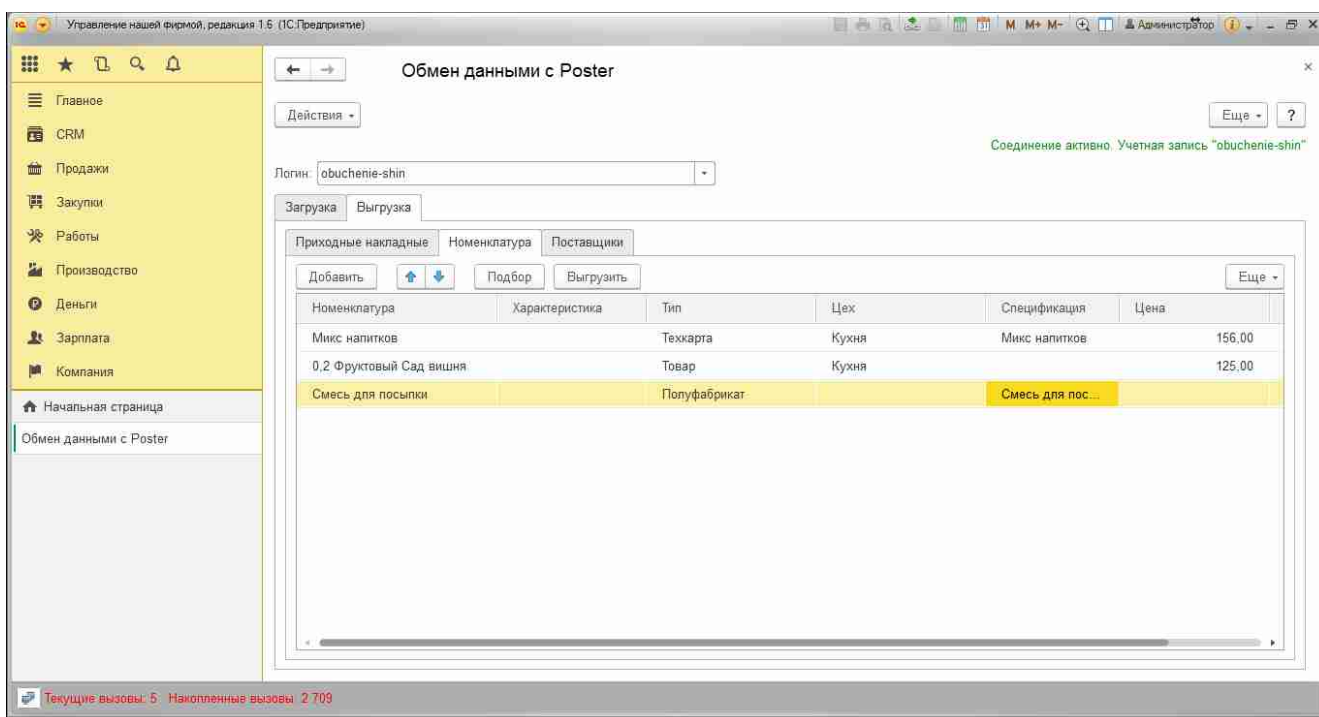 Управление нашей фирмой, редакция 1.6 (1С:Предприятие)
M M+ M- Администратор
Обмен данными с Poster
Главное
CRM
Продажи
Закупки
Работы
Производство
Деньги
Зарплата
Компания
Начальная страница
Обмен данными с Poster
Действия
Еще ?
Соединение активно. Учетная запись "obuchenie-shin"
Логин: obuchenie-shin
Загрузка Выгрузка
Приходные накладные Номенклатура Поставщики
Добавить Подбор Выгрузить Еще
Номенклатура Характеристика Тип Цех Спецификация Цена
Микс напитков Техкарта Кухня Микс напитков 156,00
0,2 Фруктовый Сад вишня Товар Кухня 125,00
Смесь для посыпки Полуфабрикат Смесь для пос...
Текущие вызовы: 5 Накопленные вызовы: 2 709